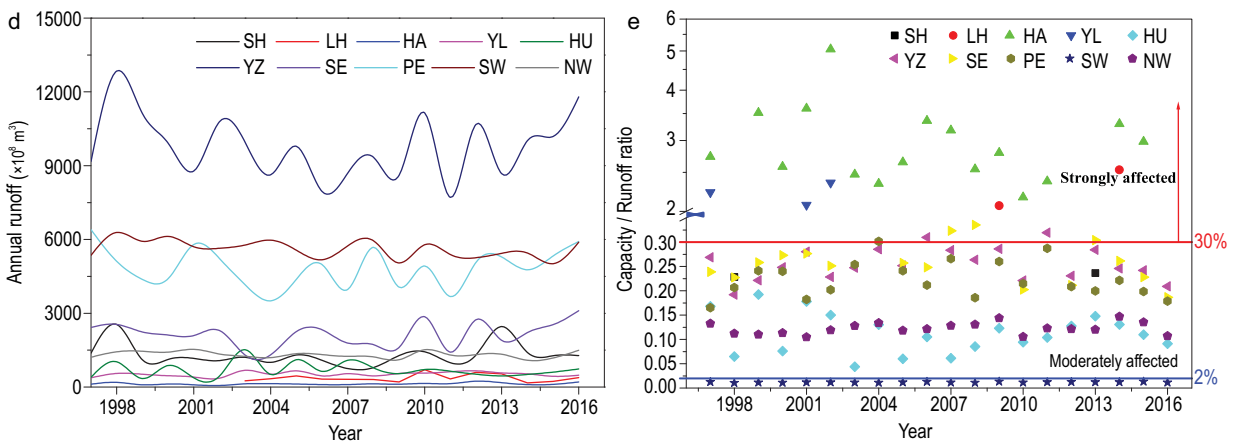 d
15000
12000
9000
6000
3000
0
Annual runoff (×10⁸ m³)
SH LH HA YL HU
YZ SE PE SW NW
1998 2001 2004 2007 2010 2013 2016
Year
e
6
5
4
3
2
0.30
0.25
0.20
0.15
0.10
0.05
0.00
Capacity / Runoff ratio
SH LH HA YL HU
YZ SE PE SW NW
Strongly affected
30%
Moderately affected
2%
1998 2001 2004 2007 2010 2013 2016
Year